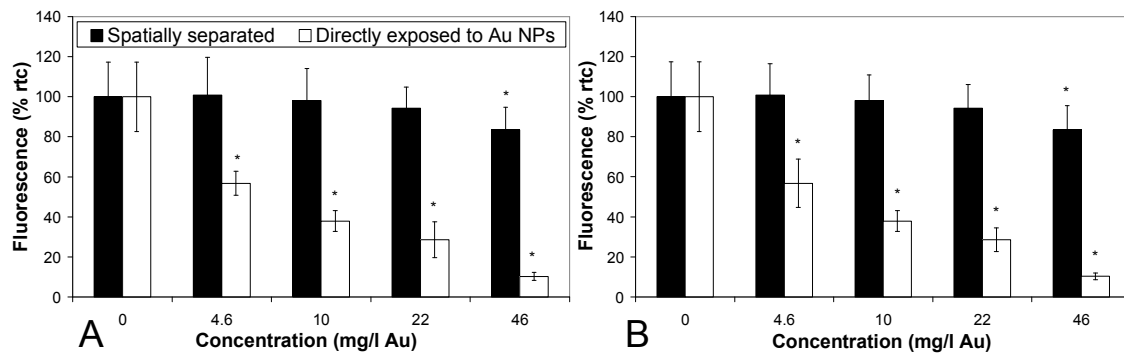 140
120
100
80
60
40
20
0
Fluorescence (% rtc)
Spatially separated Directly exposed to Au NPs
*
*
*
*
*
0 4.6 10 22 46
Concentration (mg/l Au)
A
140
120
100
80
60
40
20
0
Fluorescence (% rtc)
*
*
*
*
*
0 4.6 10 22 46
Concentration (mg/l Au)
B